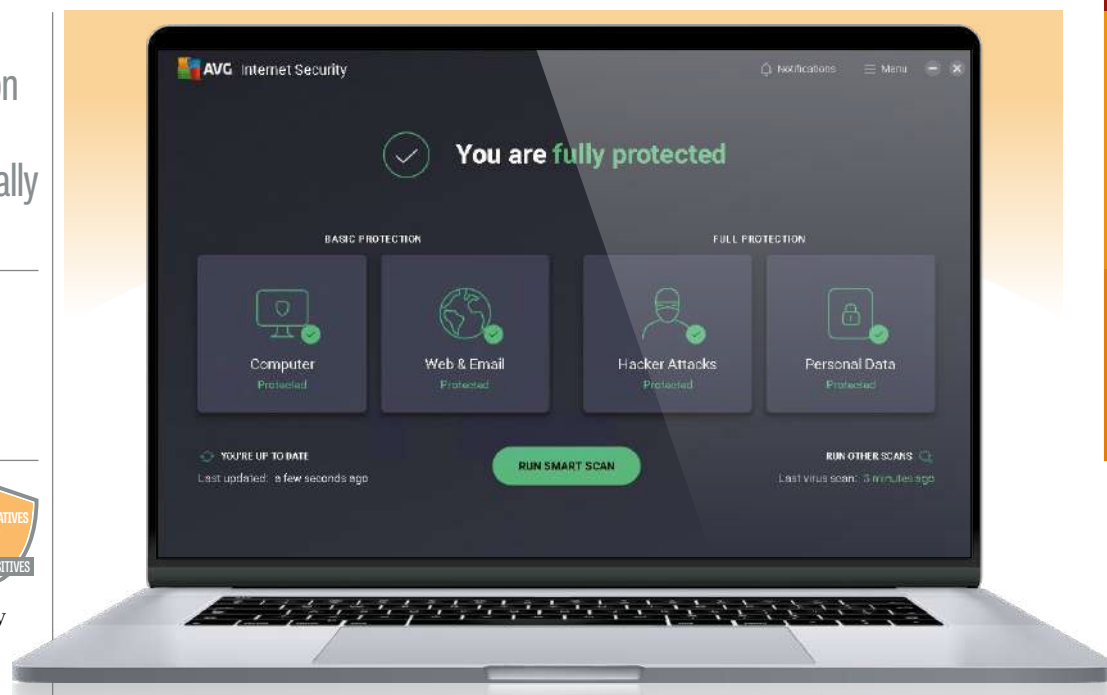 on
ally
ATIVES
SITIVES
y
AVG Internet Security
Notifications
Menu
You are fully protected
BASIC PROTECTION
FULL PROTECTION
Computer
Protected
Web & Email
Protected
Hacker Attacks
Protected
Personal Data
Protected
YOU'RE UP TO DATE
Last updated: a few seconds ago
RUN SMART SCAN
RUN OTHER SCANS
Last virus scan: 3 minutes ago